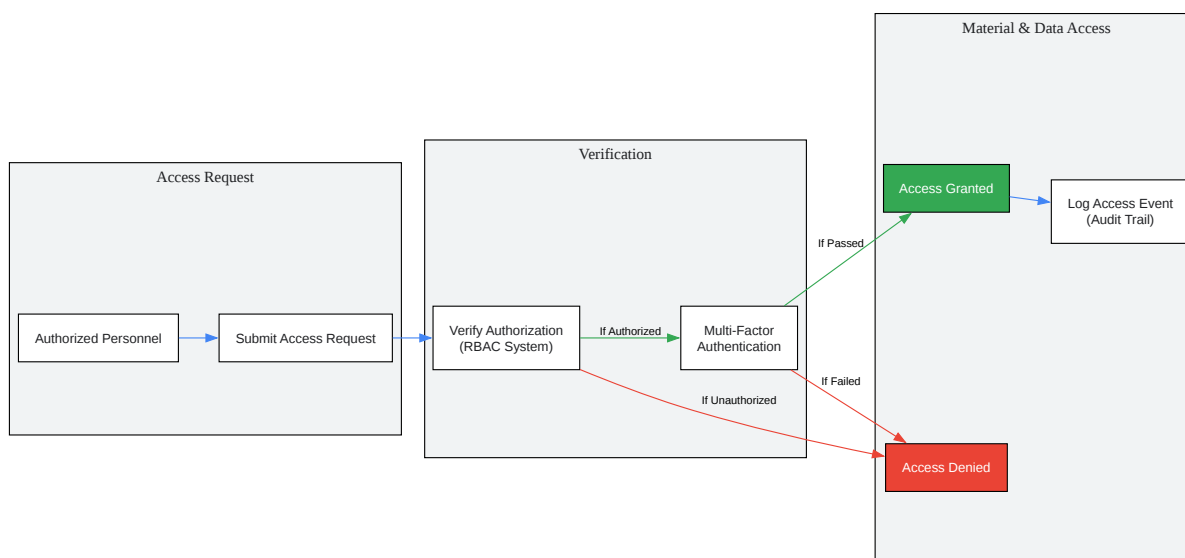 Access Request
Authorized Personnel
Submit Access Request
Verification
Verify Authorization
(RBAC System)
If Authorized
Multi-Factor
Authentication
If Unauthorized
If Passed
If Failed
Material & Data Access
Access Granted
Log Access Event
(Audit Trail)
Access Denied